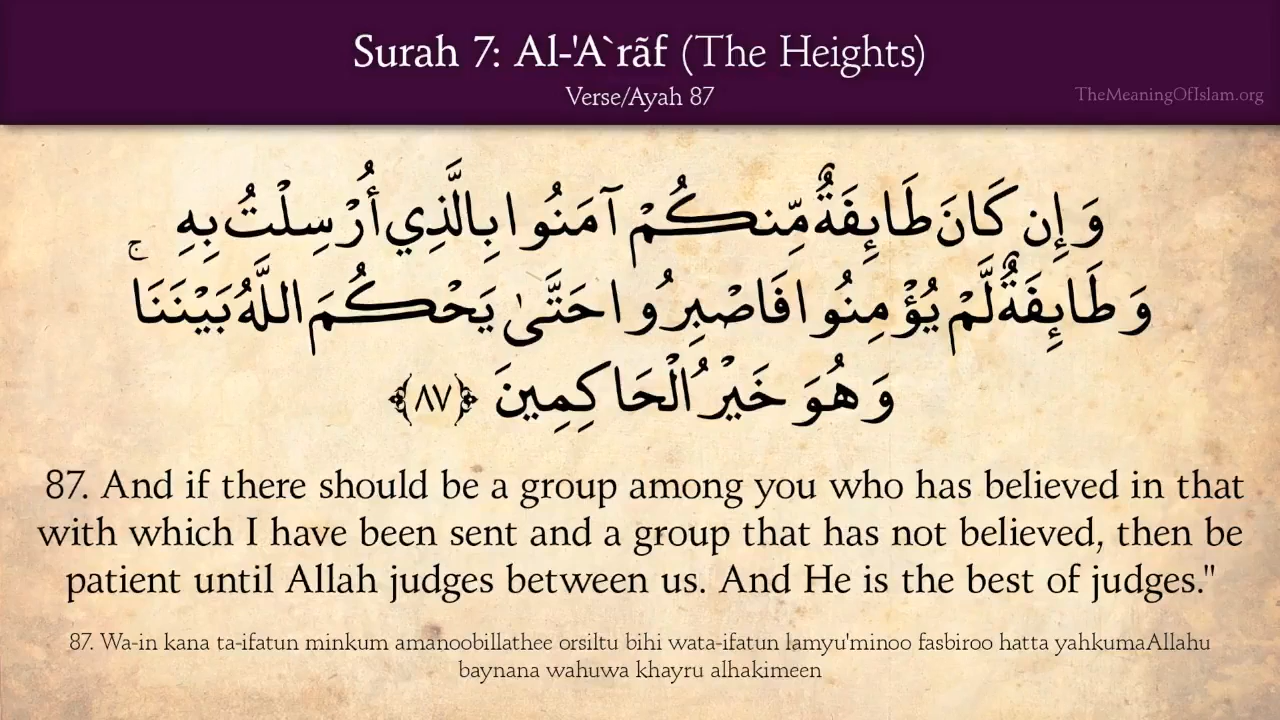 Surah 7: Al-'A`rãf (The Heights)
Verse/Ayah 87
TheMeaningOfIslam.org
وَإِن كَانَ طَائِفَةٌ مِّنكُمْ آمَنُوا بِالَّذِي أُرْسِلْتُ بِهِ
وَطَائِفَةٌ لَّمْ يُؤْمِنُوا فَاصْبِرُوا حَتَّىٰ يَحْكُمَ اللَّهُ بَيْنَنَا ۚ
وَهُوَ خَيْرُ الْحَاكِمِينَ ﴿٨٧﴾
87. And if there should be a group among you who has believed in that
with which I have been sent and a group that has not believed, then be
patient until Allah judges between us. And He is the best of judges."
87. Wa-in kana ta-ifatun minkum amanoobillathee orsiltu bihi wata-ifatun lamyu'minoo fasbiroo hatta yahkumaAllahu
baynana wahuwa khayru alhakimeen